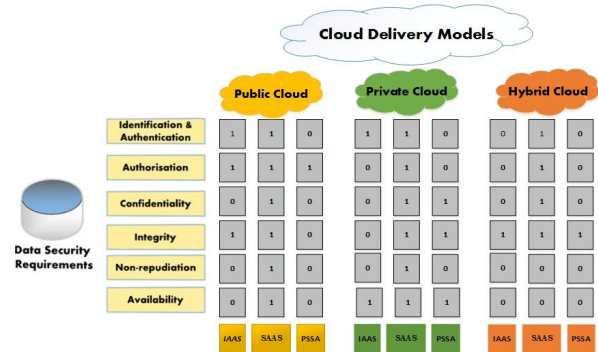 Cloud Delivery Models
Public Cloud Private Cloud Hybrid Cloud
Identification &
Authentication 1 1 0 1 1 0 0 1 0
Authorisation 1 1 1 0 1 0 0 1 0
Confidentiality 0 1 0 0 1 1 0 1 0
Integrity 1 1 0 0 1 1 1 1 1
Non-repudiation 0 1 0 0 1 0 0 1 0
Availability 0 1 0 1 1 1 0 1 0
Data Security
Requirements
IAAS SAAS PSSA IAAS SAAS PSSA IAAS SAAS PSSA